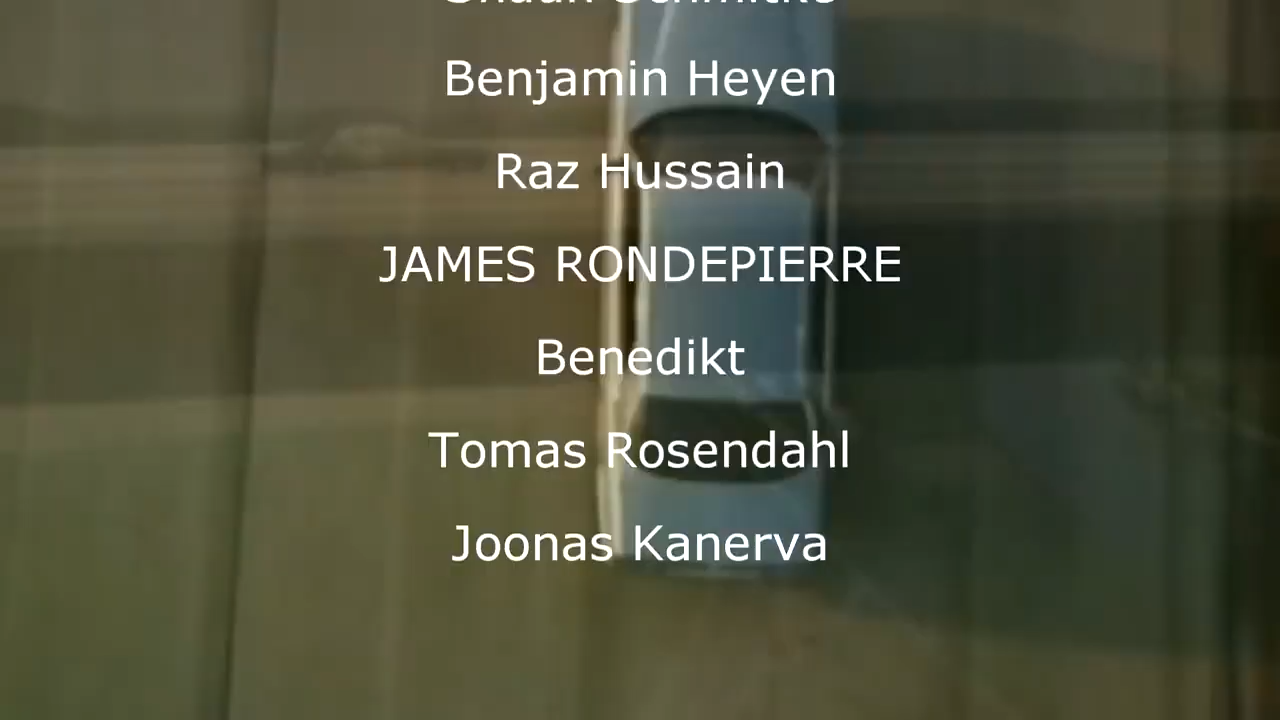 Benjamin Heyen
Raz Hussain
JAMES RONDEPIERRE
Benedikt
Tomas Rosendahl
Joonas Kanerva